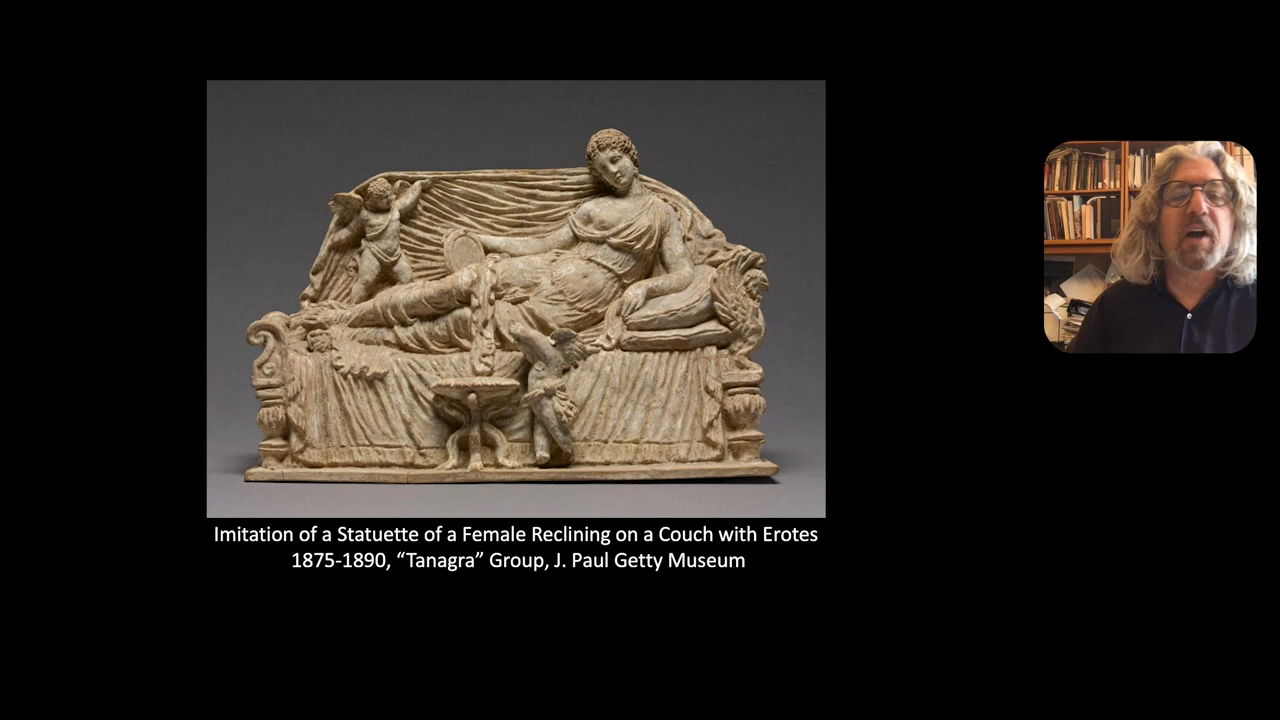 Imitation of a Statuette of a Female Reclining on a Couch with Erotes
1875-1890, “Tanagra” Group, J. Paul Getty Museum